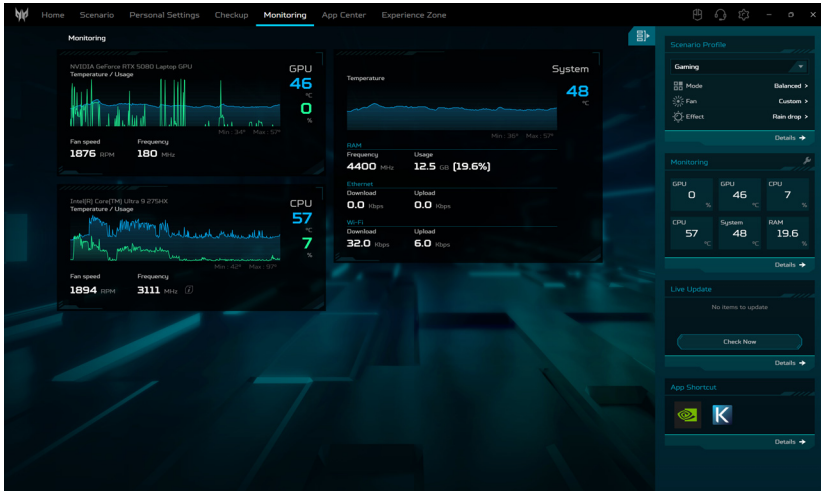 Home Scenario Personal Settings Checkup Monitoring App Center Experience Zone
Monitoring
NVIDIA GeForce RTX 5080 Laptop GPU
Temperature / Usage
GPU
46
°C
0
%
Min : 34° Max : 57°
Fan speed Frequency
1876 RPM 180 MHz
Intel(R) Core(TM) Ultra 9 275HX
Temperature / Usage
CPU
57
°C
7
%
Min : 42° Max : 97°
Fan speed Frequency
1894 RPM 3111 MHz i
System
Temperature
48
°C
Min : 36° Max : 57°
RAM
Frequency Usage
4400 MHz 12.5 GB (19.6%)
Ethernet
Download Upload
0.0 Kbps 0.0 Kbps
Wi-Fi
Download Upload
32.0 Kbps 6.0 Kbps
Scenario Profile
Gaming
Mode Balanced >
Fan Custom >
Effect Rain drop >
Details →
Monitoring
GPU GPU CPU
0 % 46 °C 7 %
CPU System RAM
57 °C 48 °C 19.6 %
Details →
Live Update
No items to update
Check Now
Details →
App Shortcut
K
Details →